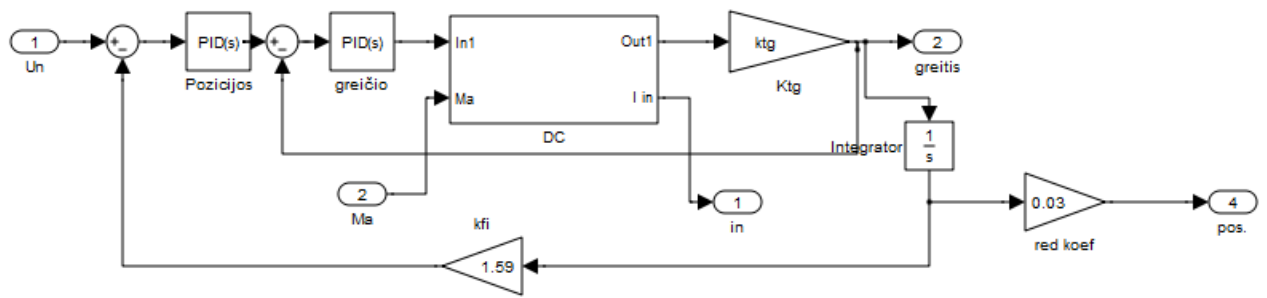 1
Un
+
−
PID(s)
Pozicijos
+
−
PID(s)
greičio
In1
Ma
Out1
I in
DC
ktg
Ktg
2
greitis
Integrator
1
s
2
Ma
1
in
0.03
red koef
4
pos.
kfi
1.59